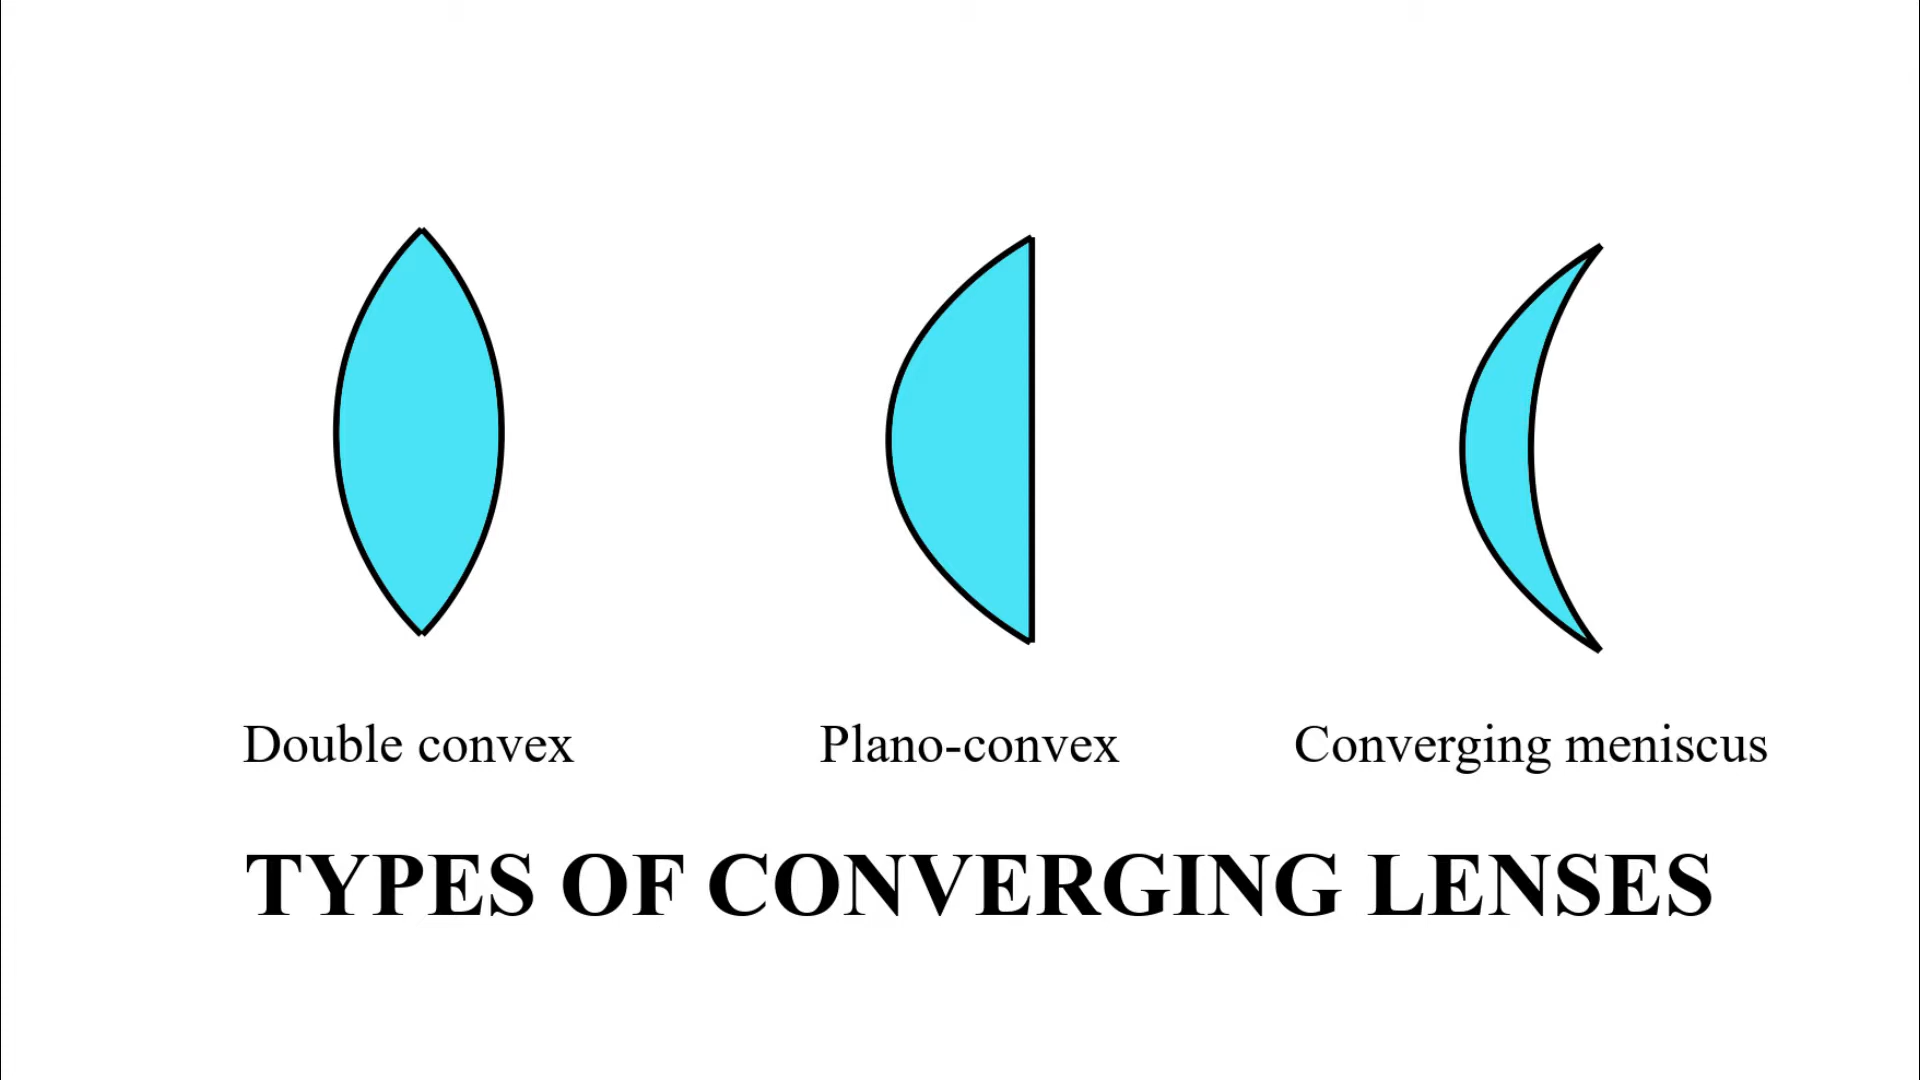 Double convex
Plano-convex
Converging meniscus
TYPES OF CONVERGING LENSES